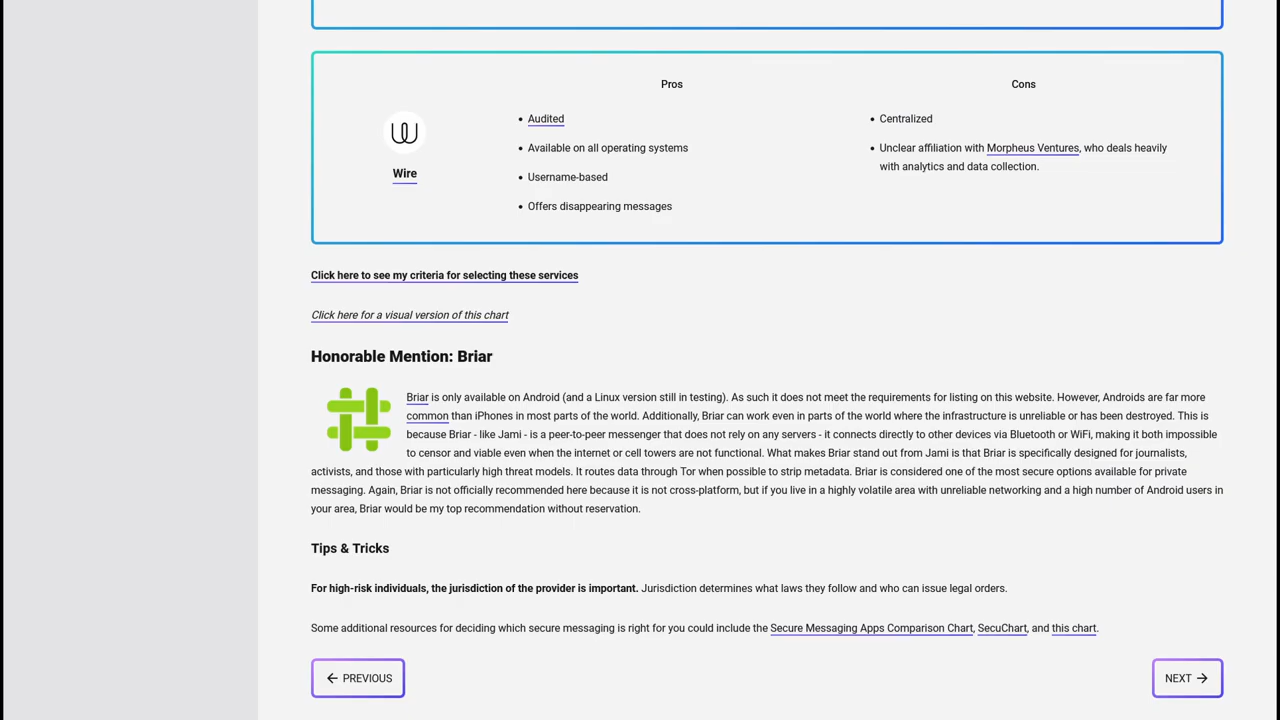 Pros
Cons
Wire
• Audited
• Available on all operating systems
• Username-based
• Offers disappearing messages
• Centralized
• Unclear affiliation with Morpheus Ventures, who deals heavily
with analytics and data collection.
Click here to see my criteria for selecting these services
Click here for a visual version of this chart
Honorable Mention: Briar
Briar is only available on Android (and a Linux version still in testing). As such it does not meet the requirements for listing on this website. However, Androids are far more
common than iPhones in most parts of the world. Additionally, Briar can work even in parts of the world where the infrastructure is unreliable or has been destroyed. This is
because Briar - like Jami - is a peer-to-peer messenger that does not rely on any servers - it connects directly to other devices via Bluetooth or WiFi, making it both impossible
to censor and viable even when the internet or cell towers are not functional. What makes Briar stand out from Jami is that Briar is specifically designed for journalists,
activists, and those with particularly high threat models. It routes data through Tor when possible to strip metadata. Briar is considered one of the most secure options available for private
messaging. Again, Briar is not officially recommended here because it is not cross-platform, but if you live in a highly volatile area with unreliable networking and a high number of Android users in
your area, Briar would be my top recommendation without reservation.
Tips & Tricks
For high-risk individuals, the jurisdiction of the provider is important. Jurisdiction determines what laws they follow and who can issue legal orders.
Some additional resources for deciding which secure messaging is right for you could include the Secure Messaging Apps Comparison Chart, SecuChart, and this chart.
← PREVIOUS
NEXT →